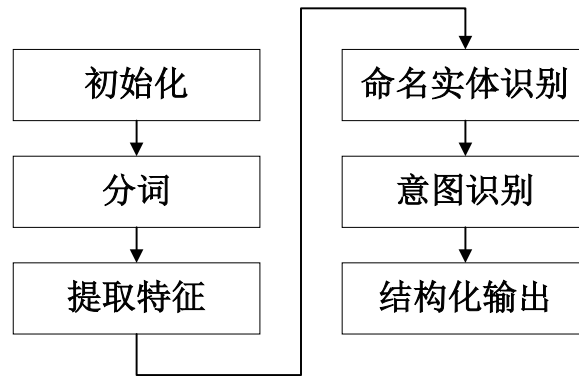 初始化
分词
提取特征
命名实体识别
意图识别
结构化输出